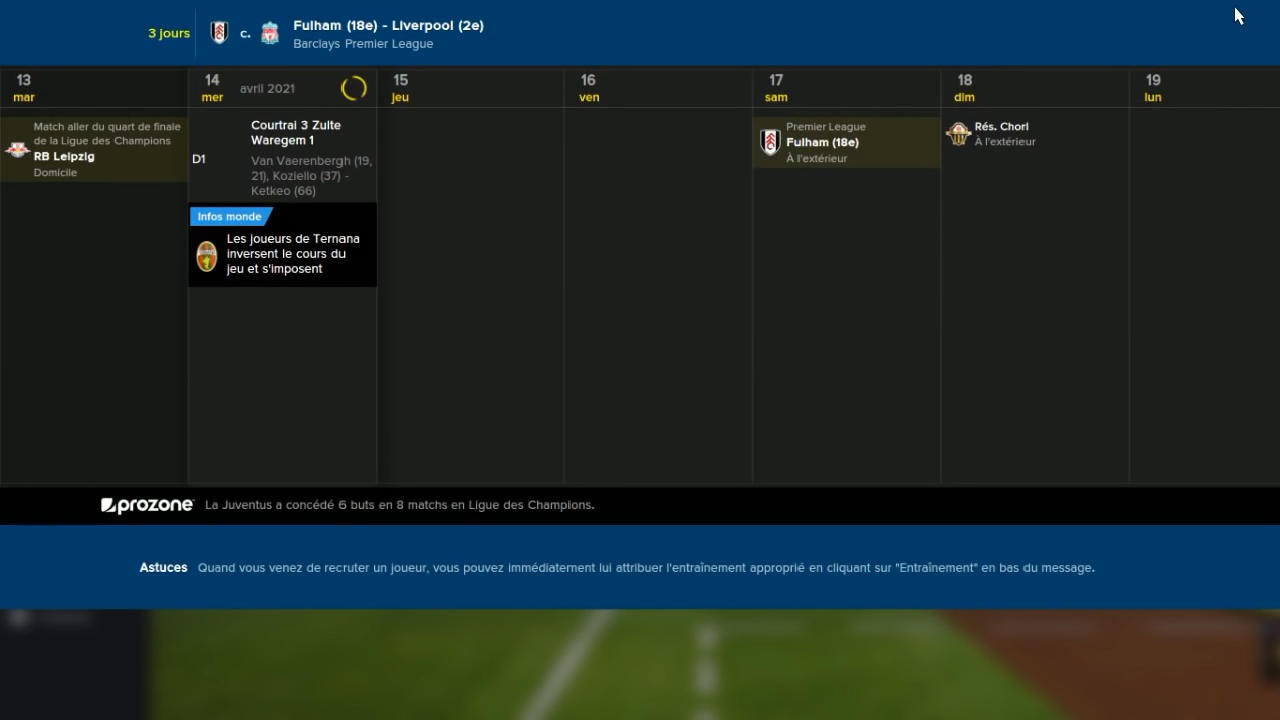 3 jours
c.
Fulham (18e) - Liverpool (2e)
Barclays Premier League
13
mar
14
mer
avril 2021
15
jeu
16
ven
17
sam
18
dim
19
lun
Match aller du quart de finale
de la Ligue des Champions
RB Leipzig
Domicile
D1
Courtrai 3 Zulte
Waregem 1
Van Vaerenbergh (19,
21), Koziello (37) -
Ketkeo (66)
Infos monde
Les joueurs de Ternana
inversent le cours du
jeu et s'imposent
Premier League
Fulham (18e)
À l'extérieur
Rés. Chorl
À l'extérieur
prozone
La Juventus a concédé 6 buts en 8 matchs en Ligue des Champions.
Astuces Quand vous venez de recruter un joueur, vous pouvez immédiatement lui attribuer l'entraînement approprié en cliquant sur "Entraînement" en bas du message.